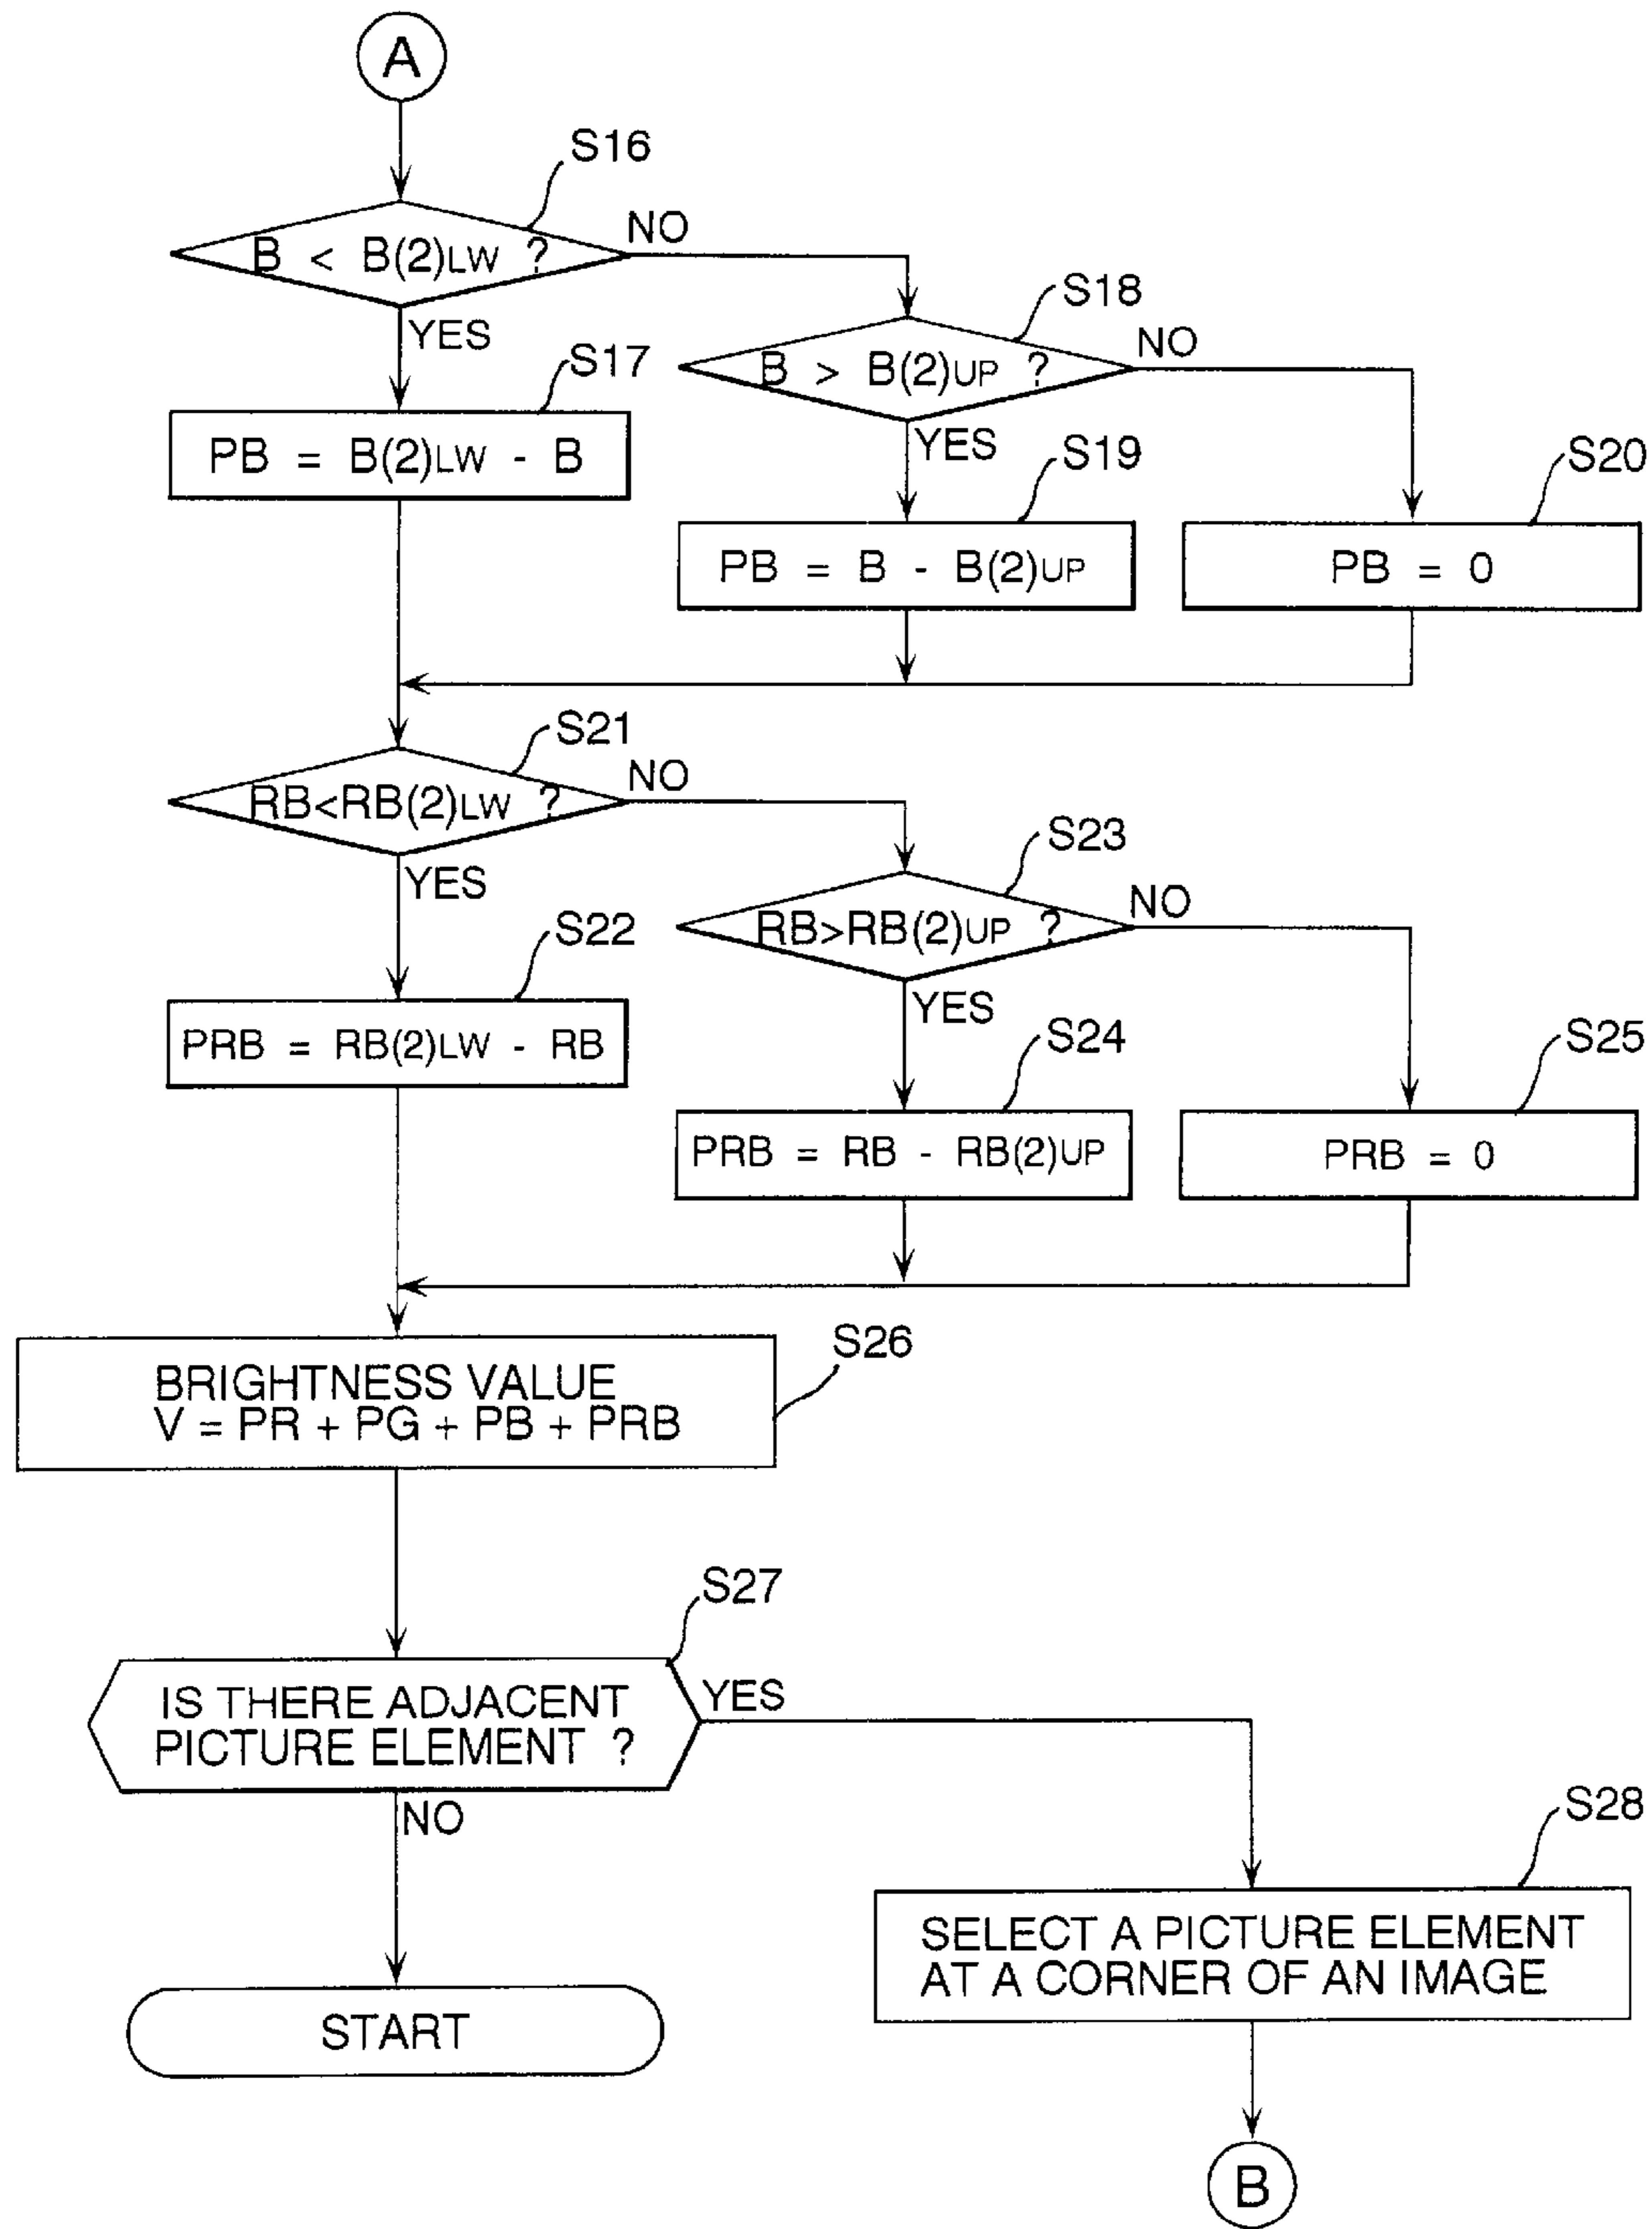 A
S16
B < B(2)LW ?
NO
YES
S18
B > B(2)UP ?
NO
YES
S17
PB = B(2)LW - B
S19
PB = B - B(2)UP
S20
PB = 0
S21
RB<RB(2)LW ?
NO
YES
S23
RB>RB(2)UP ?
NO
YES
S22
PRB = RB(2)LW - RB
S24
PRB = RB - RB(2)UP
S25
PRB = 0
S26
BRIGHTNESS VALUE
V = PR + PG + PB + PRB
S27
IS THERE ADJACENT
PICTURE ELEMENT ?
YES
NO
S28
SELECT A PICTURE ELEMENT
AT A CORNER OF AN IMAGE
START
B